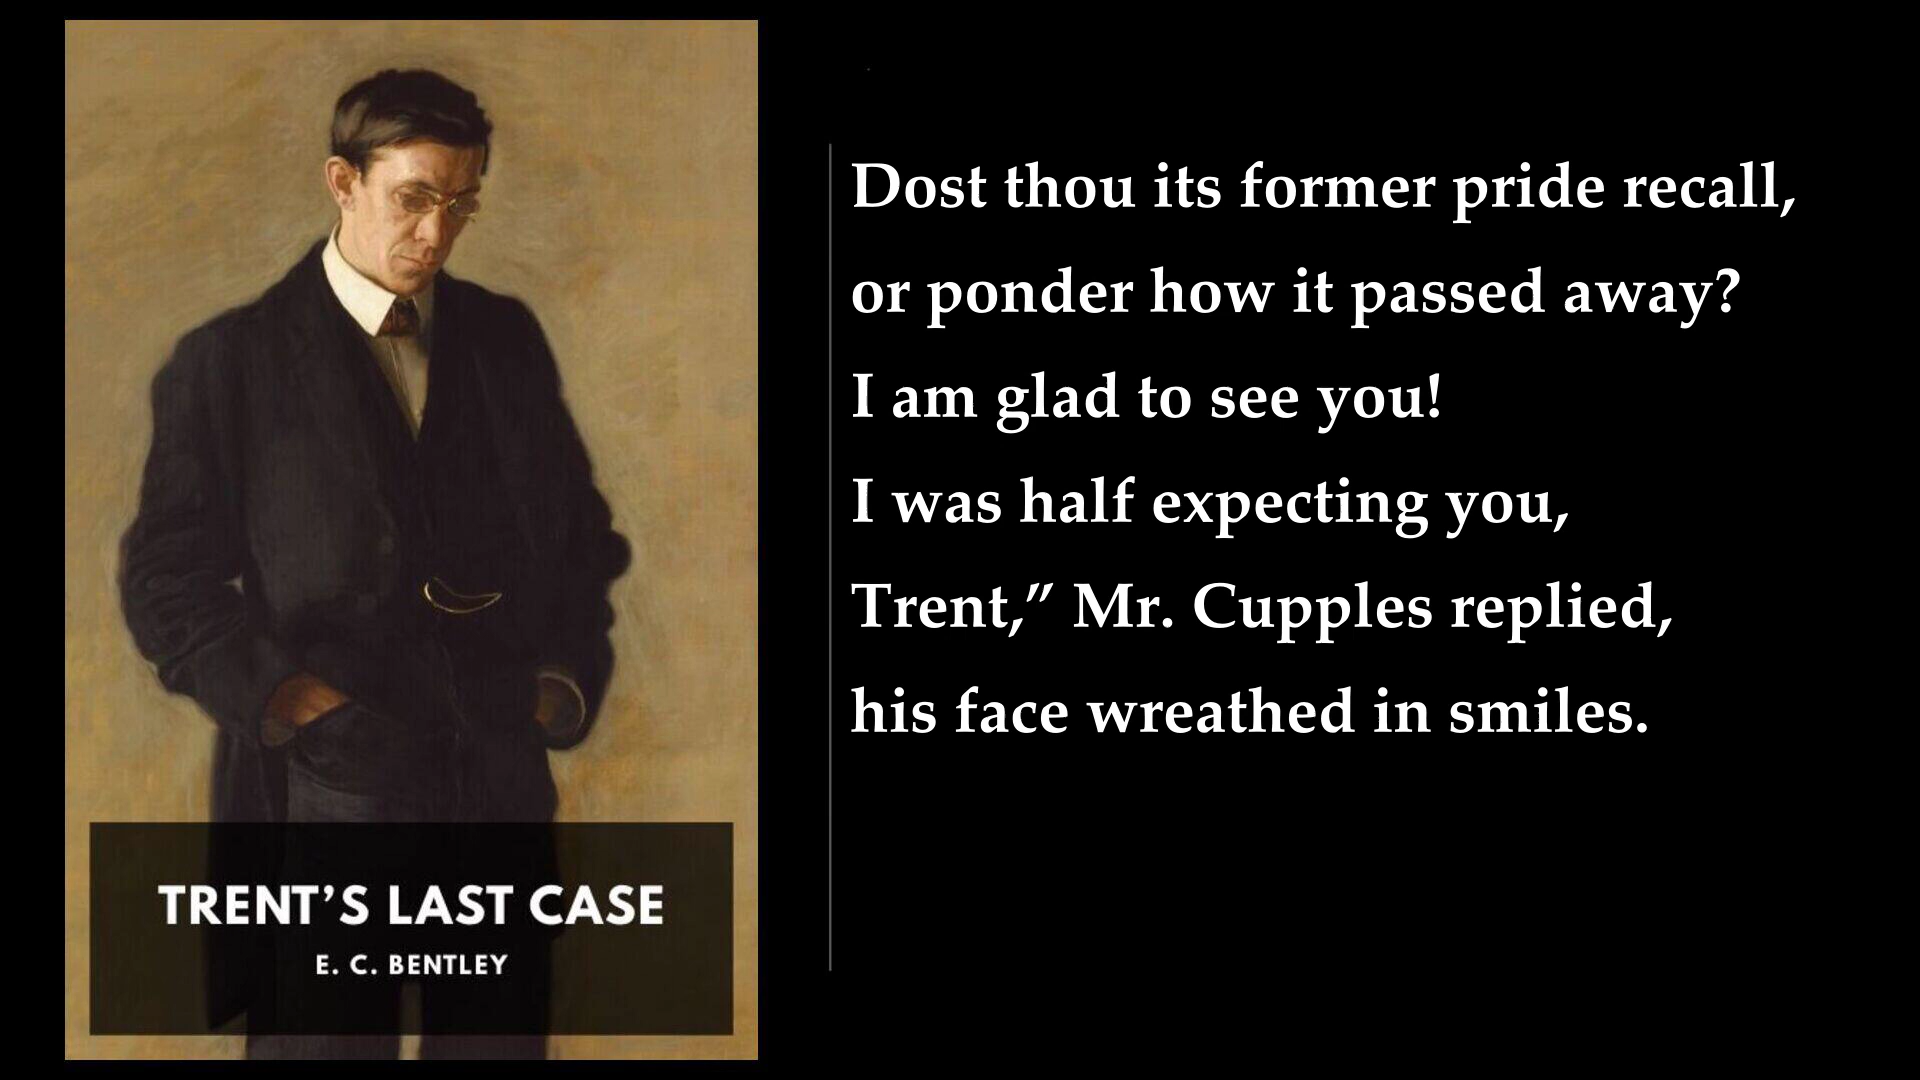 TRENT’S LAST CASE
E. C. BENTLEY
Dost thou its former pride recall,
or ponder how it passed away?
I am glad to see you!
I was half expecting you,
Trent,” Mr. Cupples replied,
his face wreathed in smiles.